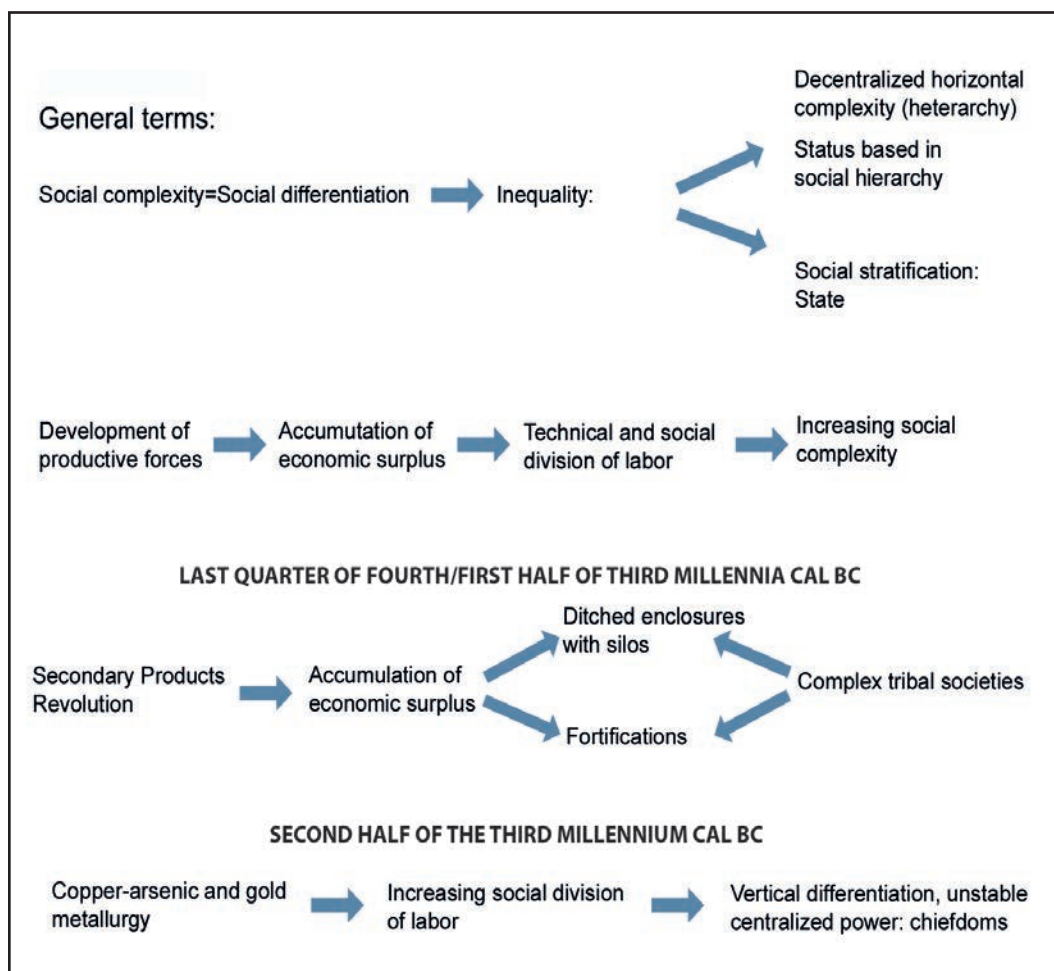 General terms:
Decentralized horizontal
complexity (heterarchy)
Social complexity=Social differentiation
Inequality:
Status based in
social hierarchy
Social stratification:
State
Development of
productive forces
Accumutation of
economic surplus
Technical and social
division of labor
Increasing social
complexity
LAST QUARTER OF FOURTH/FIRST HALF OF THIRD MILLENNIA CAL BC
Secondary Products
Revolution
Accumulation of
economic surplus
Ditched enclosures
with silos
Fortifications
Complex tribal societies
SECOND HALF OF THE THIRD MILLENNIUM CAL BC
Copper-arsenic and gold
metallurgy
Increasing social division
of labor
Vertical differentiation, unstable
centralized power: chiefdoms